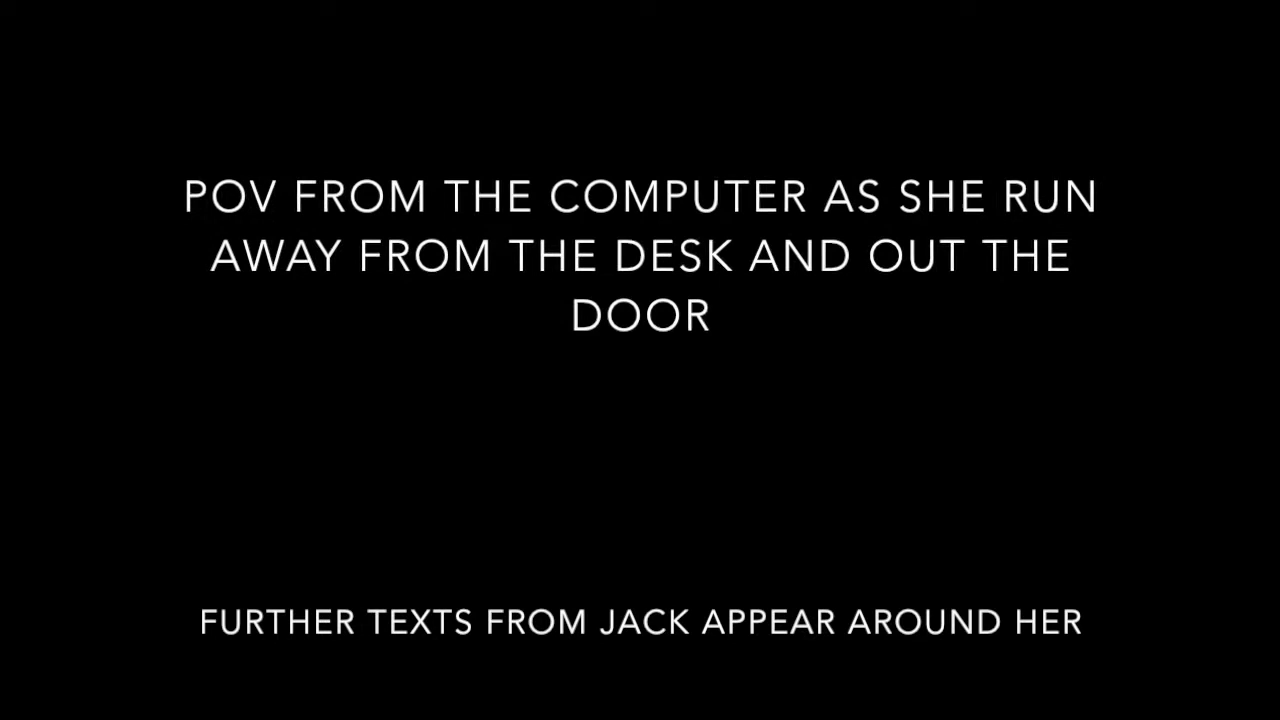 POV FROM THE COMPUTER AS SHE RUN
AWAY FROM THE DESK AND OUT THE
DOOR
FURTHER TEXTS FROM JACK APPEAR AROUND HER